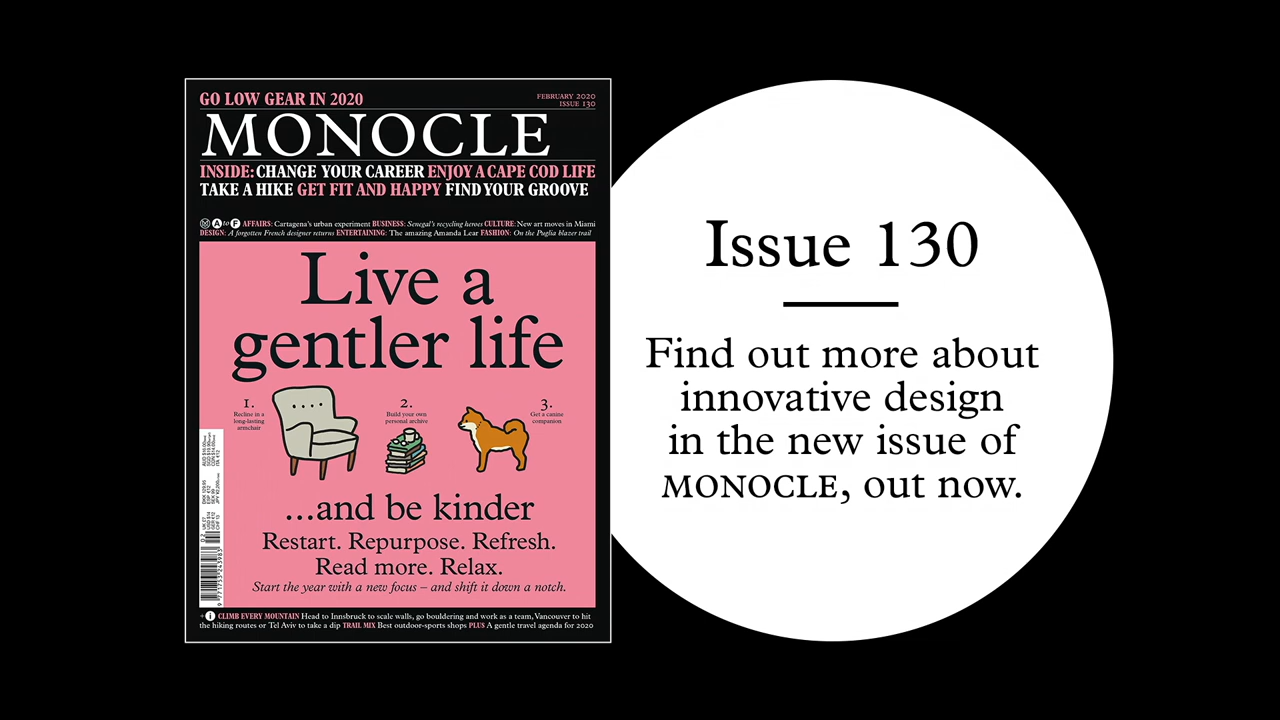 GO LOW GEAR IN 2020
FEBRUARY 2020
ISSUE 130
MONOCLE
INSIDE: CHANGE YOUR CAREER ENJOY A CAPE COD LIFE
TAKE A HIKE GET FIT AND HAPPY FIND YOUR GROOVE
M A to F AFFAIRS: Cartagena's urban experiment BUSINESS: Senegal's recycling heroes CULTURE: New art moves in Miami
DESIGN: A forgotten French designer returns ENTERTAINING: The amazing Amanda Lear FASHION: On the Puglia blazer trail
Live a
gentler life
1.
Recline in a
long-lasting
armchair
2.
Build your own
personal archive
3.
Get a canine
companion
...and be kinder
Restart. Repurpose. Refresh.
Read more. Relax.
Start the year with a new focus – and shift it down a notch.
+ i CLIMB EVERY MOUNTAIN Head to Innsbruck to scale walls, go bouldering and work as a team, Vancouver to hit
the hiking routes or Tel Aviv to take a dip TRAIL MIX Best outdoor-sports shops PLUS A gentle travel agenda for 2020
Issue 130
Find out more about
innovative design
in the new issue of
MONOCLE, out now.